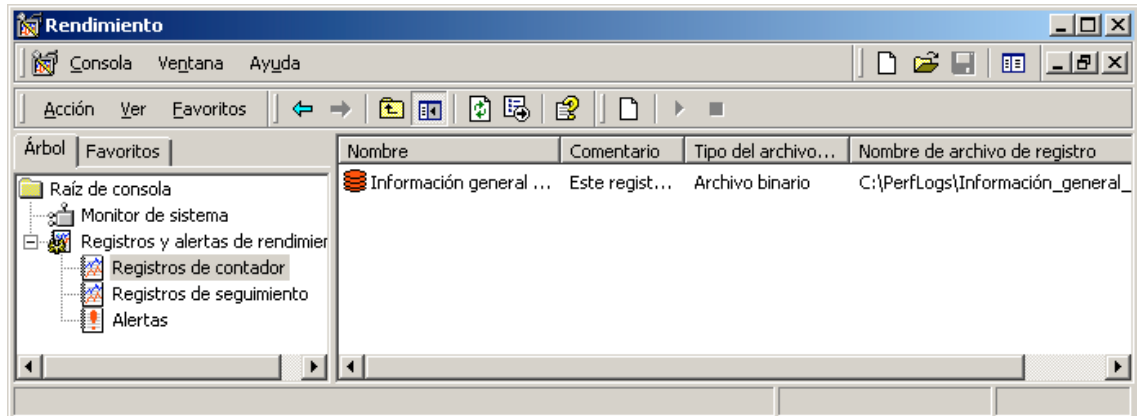 Rendimiento
Consola Ventana Ayuda
Acción Ver Favoritos
Árbol Favoritos
Raíz de consola
Monitor de sistema
Registros y alertas de rendimier
Registros de contador
Registros de seguimiento
Alertas
Nombre Comentario Tipo del archivo... Nombre de archivo de registro
Información general ... Este regist... Archivo binario C:\PerfLogs\Información_general_